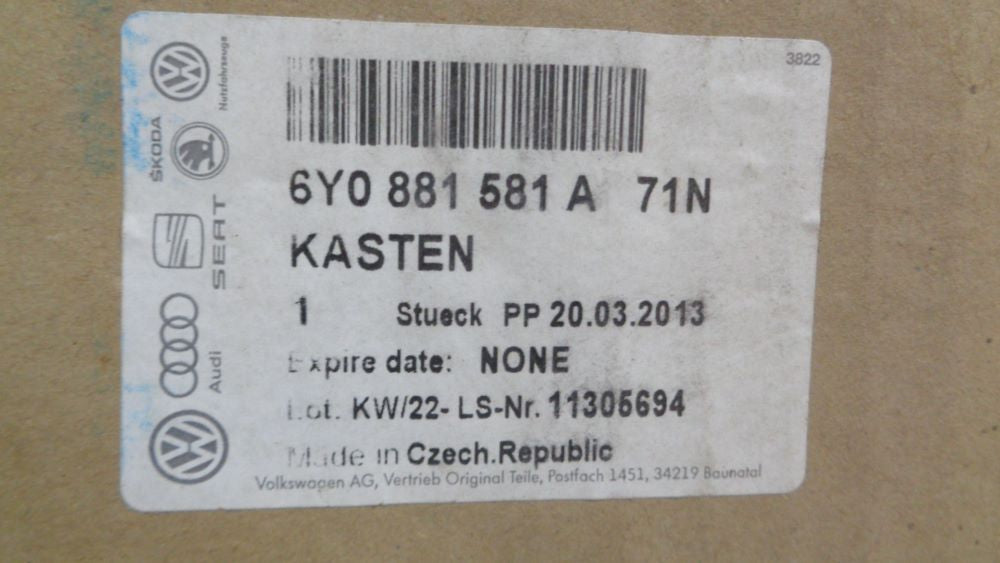 3822
Nutzfahrzeuge
ŠKODA
SEAT
Audi
6Y0 881 581 A 71N
KASTEN
1 Stueck PP 20.03.2013
Expire date: NONE
Lot. KW/22- LS-Nr. 11305694
Made in Czech.Republic
Volkswagen AG, Vertrieb Original Teile, Postfach 1451, 34219 Baunatal